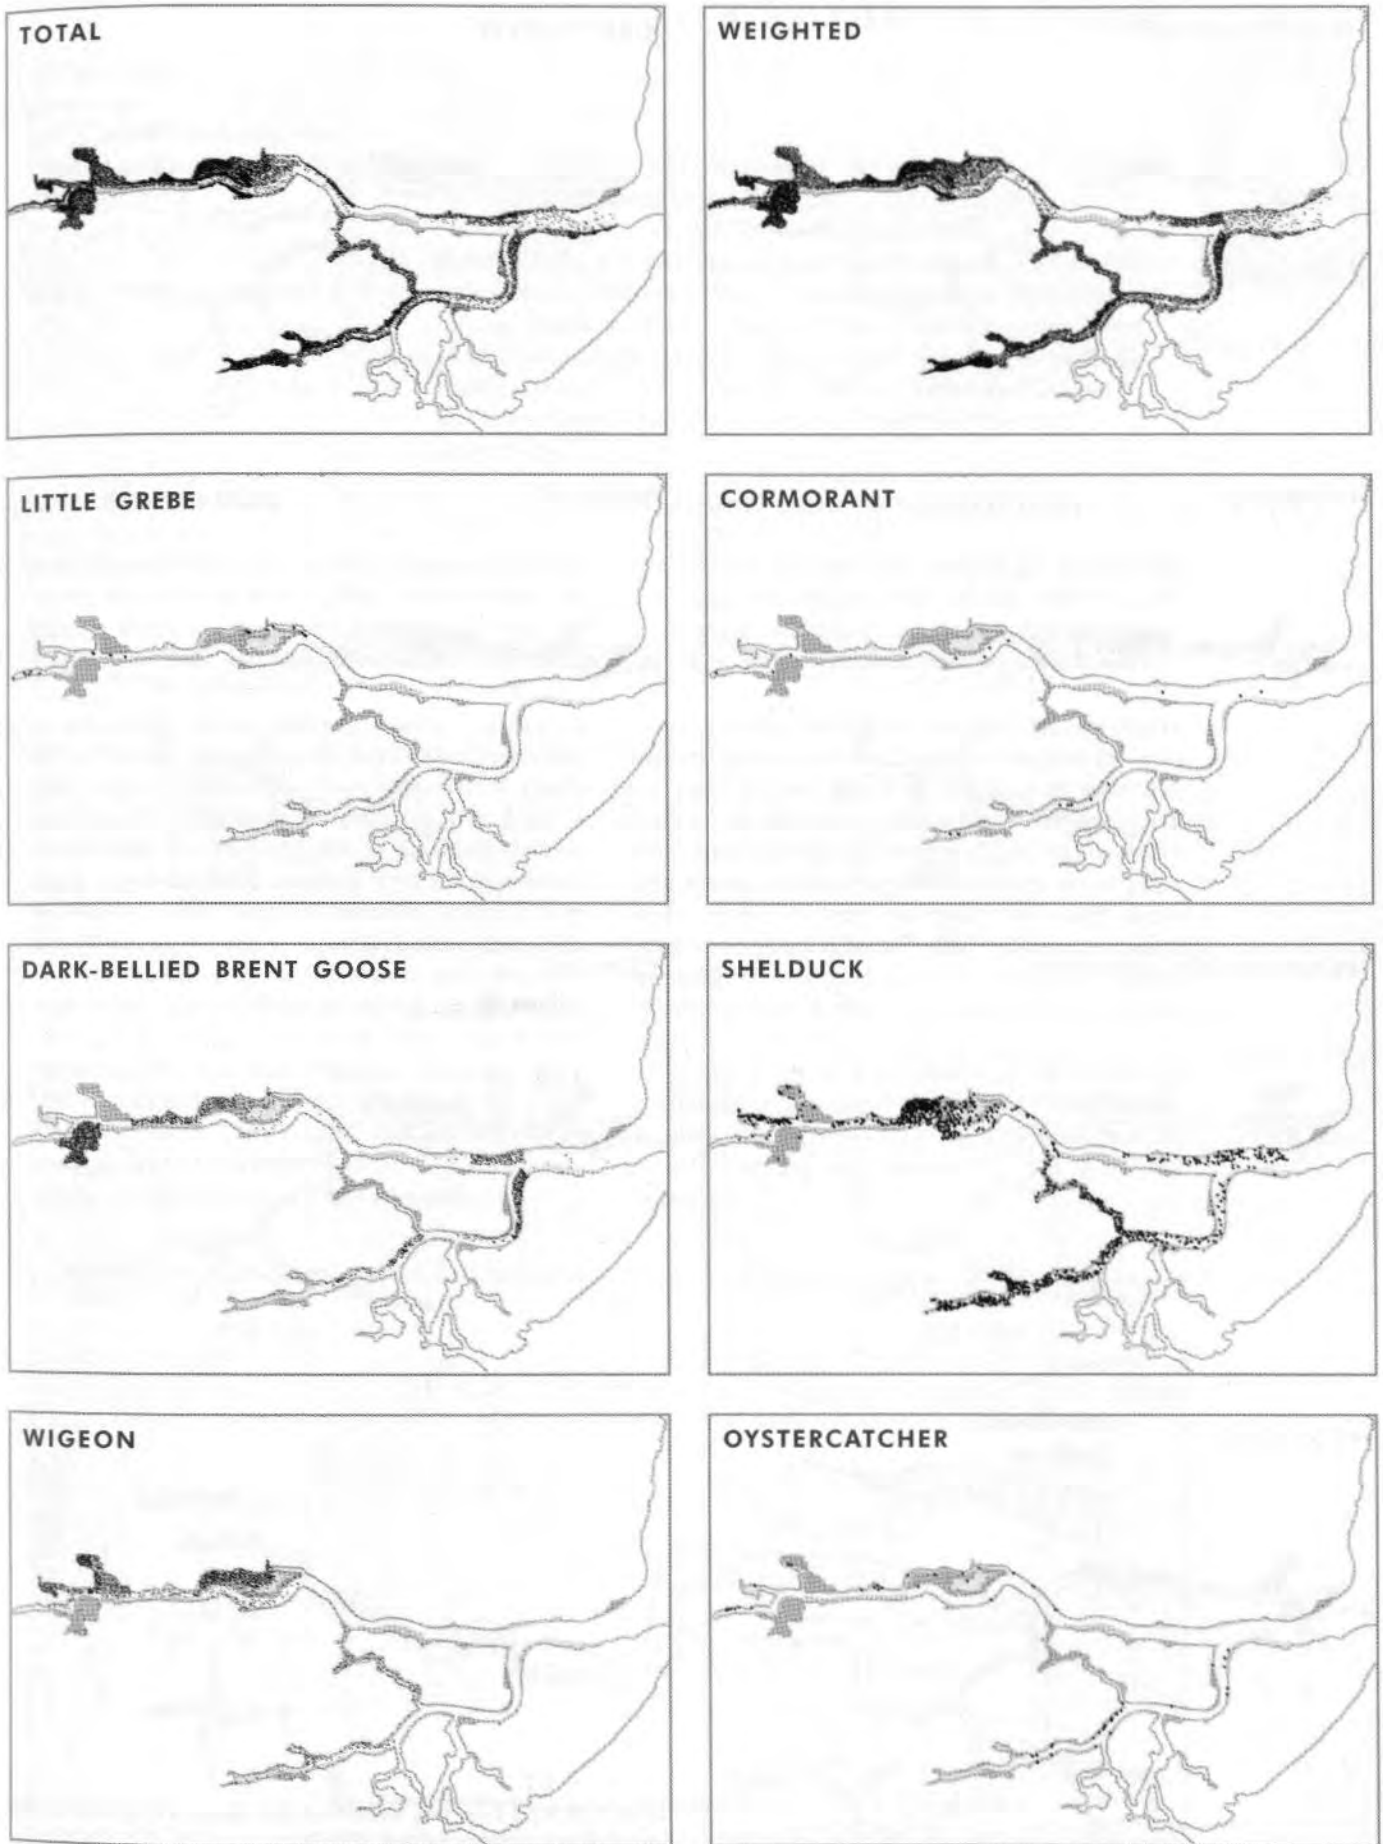 TOTAL
WEIGHTED
LITTLE GREBE
CORMORANT
DARK-BELLIED BRENT GOOSE
SHELDUCK
WIGEON
OYSTERCATCHER